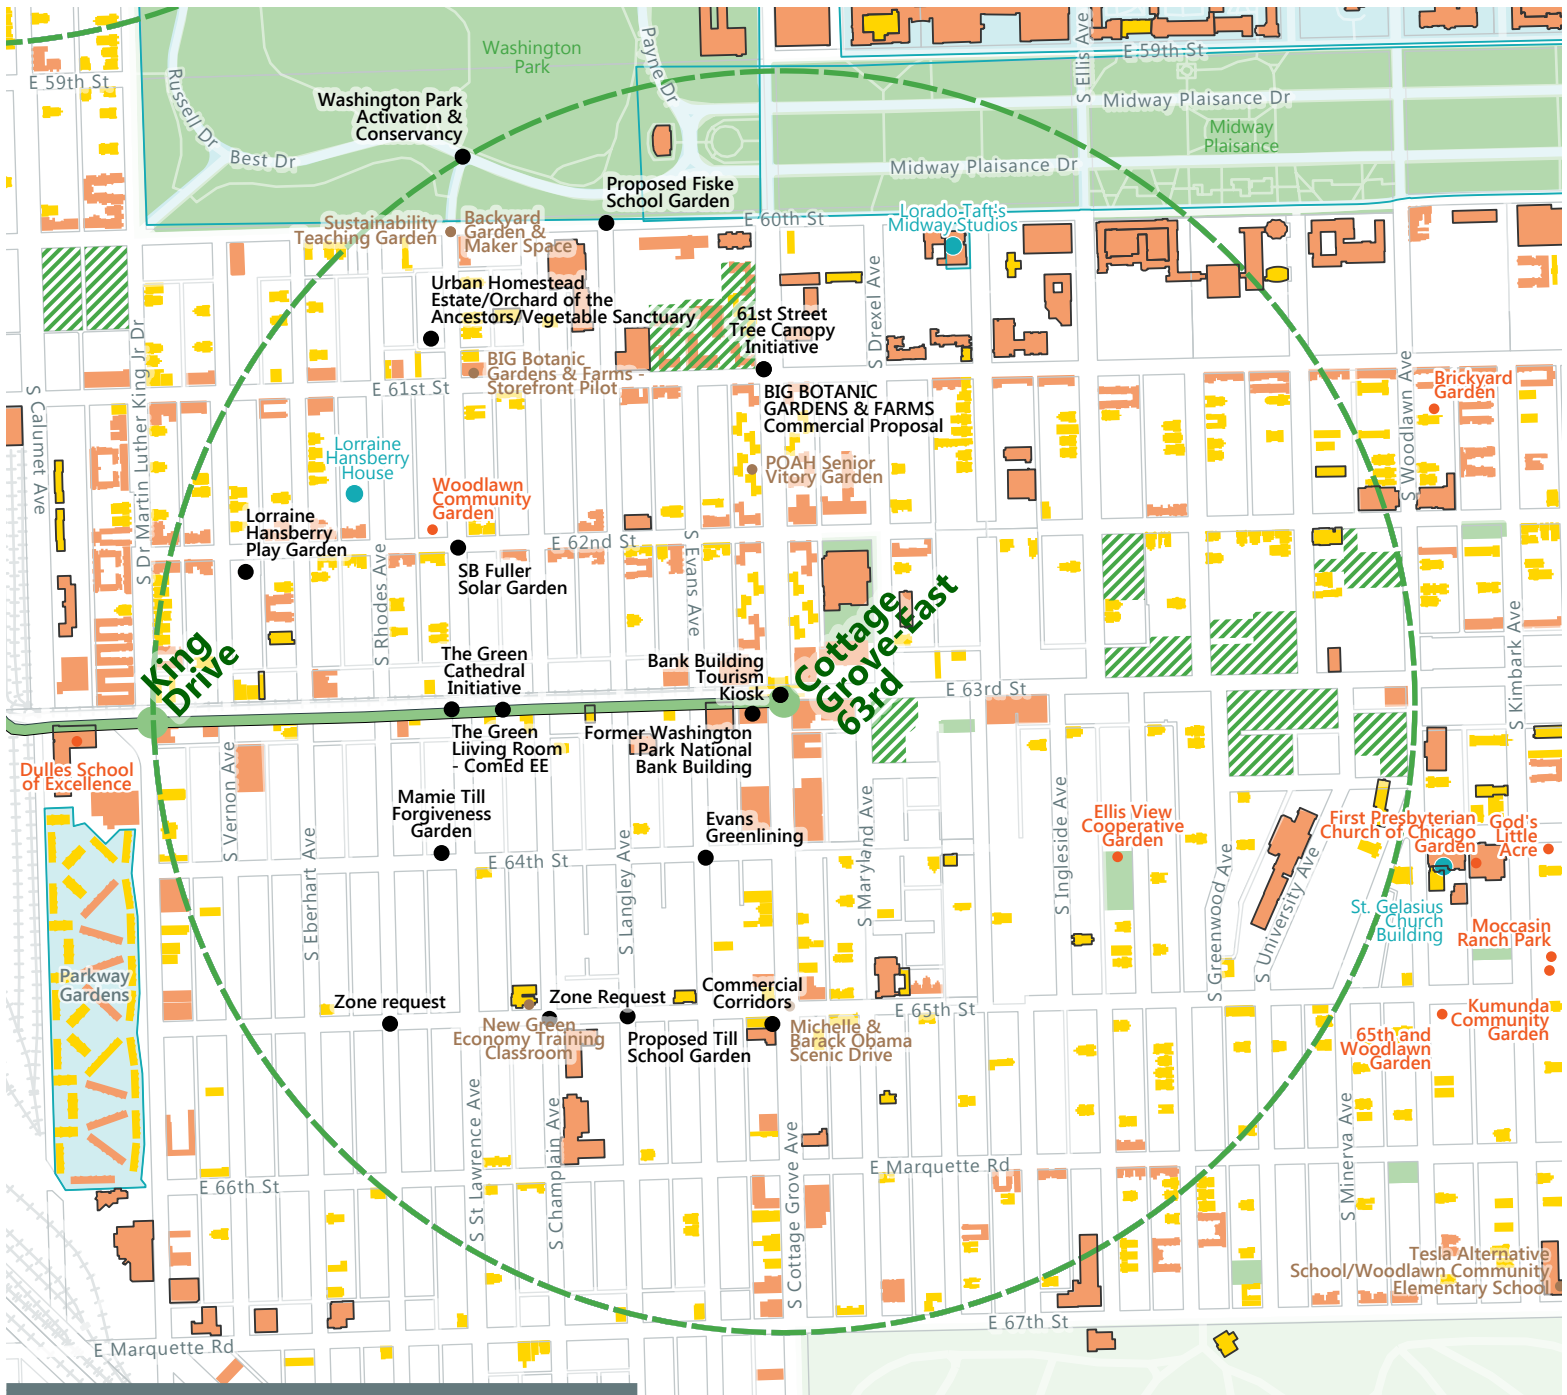 Washington
Park
Payne Dr
S Ellis Ave
E 59th St
E 59th St
Russell Dr
Midway Plaisance Dr
Washington Park
Activation &
Conservancy
Midway
Plaisance
Best Dr
Midway Plaisance Dr
Proposed Fiske
School Garden
Sustainability
Teaching Garden
Backyard
Garden &
Maker Space
E 60th St
Lorado Taft's
Midway Studios
Urban Homestead
Estate/Orchard of the
Ancestors/Vegetable Sanctuary
61st Street
Tree Canopy
Initiative
S Drexel Ave
S Dr Martin Luther King Jr Dr
S Calumet Ave
BIG Botanic
Gardens & Farms -
Storefront Pilot
E 61st St
BIG BOTANIC
GARDENS & FARMS
Commercial Proposal
S Woodlawn Ave
Brickyard
Garden
Lorraine
Hansberry
House
POAH Senior
Vitory Garden
Woodlawn
Community
Garden
Lorraine
Hansberry
Play Garden
S Rhodes Ave
E 62nd St
S Evans Ave
SB Fuller
Solar Garden
King
Drive
The Green
Cathedral
Initiative
Bank Building
Tourism
Kiosk
Cottage
Grove-East
63rd
E 63rd St
S Kimbark Ave
The Green
Liiving Room
- ComEd EE
Former Washington
Park National
Bank Building
Dulles School
of Excellence
S Vernon Ave
Mamie Till
Forgiveness
Garden
Evans
Greenlining
S Maryland Ave
S Ingleside Ave
Ellis View
Cooperative
Garden
First Presbyterian
Church of Chicago
Garden
God's
Little
Acre
S Eberhart Ave
E 64th St
S Langley Ave
S Greenwood Ave
S University Ave
St. Gelasius
Church
Building
Moccasin
Ranch Park
Parkway
Gardens
Zone request
Zone Request
Commercial
Corridors
E 65th St
New Green
Economy Training
Classroom
Proposed Till
School Garden
Michelle &
Barack Obama
Scenic Drive
Kumunda
Community
Garden
65th and
Woodlawn
Garden
S St Lawrence Ave
S Champlain Ave
S Cottage Grove Ave
E Marquette Rd
S Minerva Ave
E 66th St
Tesla Alternative
School/Woodlawn Community
Elementary School
E 67th St
E Marquette Rd